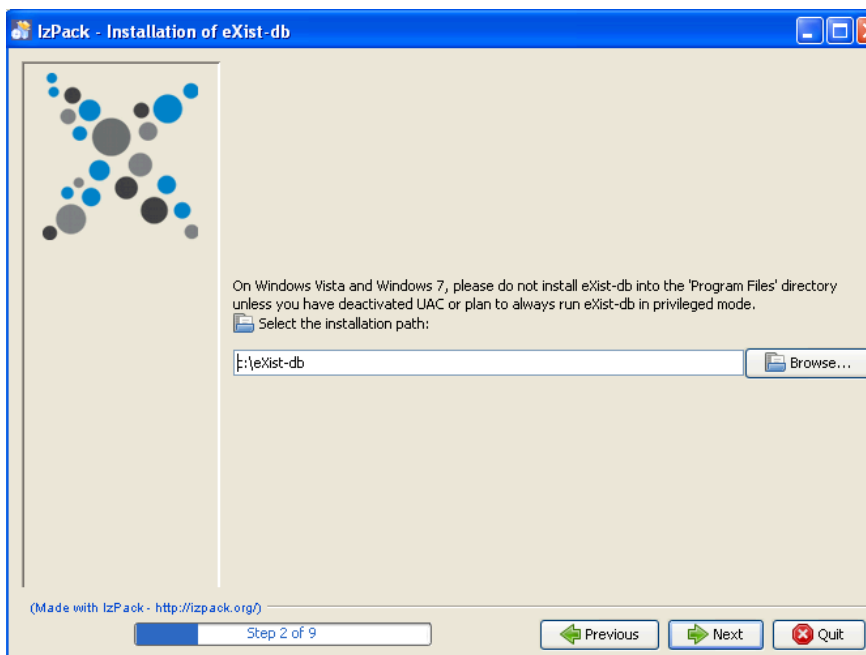 IzPack - Installation of eXist-db
On Windows Vista and Windows 7, please do not install eXist-db into the 'Program Files' directory
unless you have deactivated UAC or plan to always run eXist-db in privileged mode.
Select the installation path:
c:\eXist-db
Browse...
(Made with IzPack - http://izpack.org/)
Step 2 of 9
Previous
Next
Quit